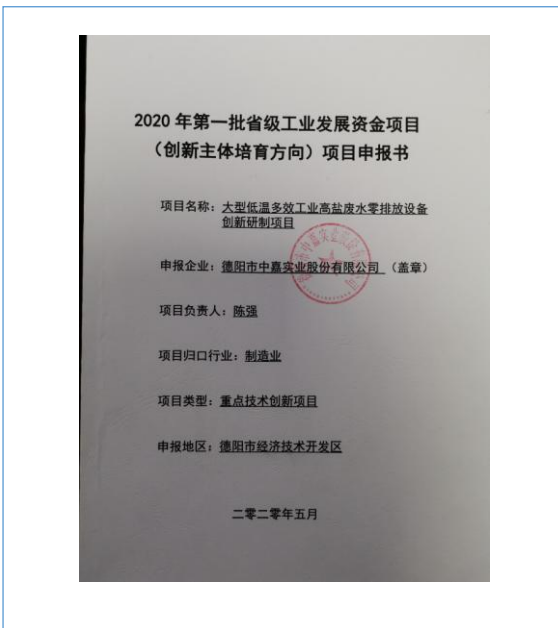 2020 年第一批省级工业发展资金项目
（创新主体培育方向）项目申报书
项目名称：大型低温多效工业高盐废水零排放设备
创新研制项目
申报企业：德阳市中嘉实业股份有限公司 （盖章）
项目负责人：陈强
项目归口行业：制造业
项目类型：重点技术创新项目
申报地区：德阳市经济技术开发区
二零二零年五月